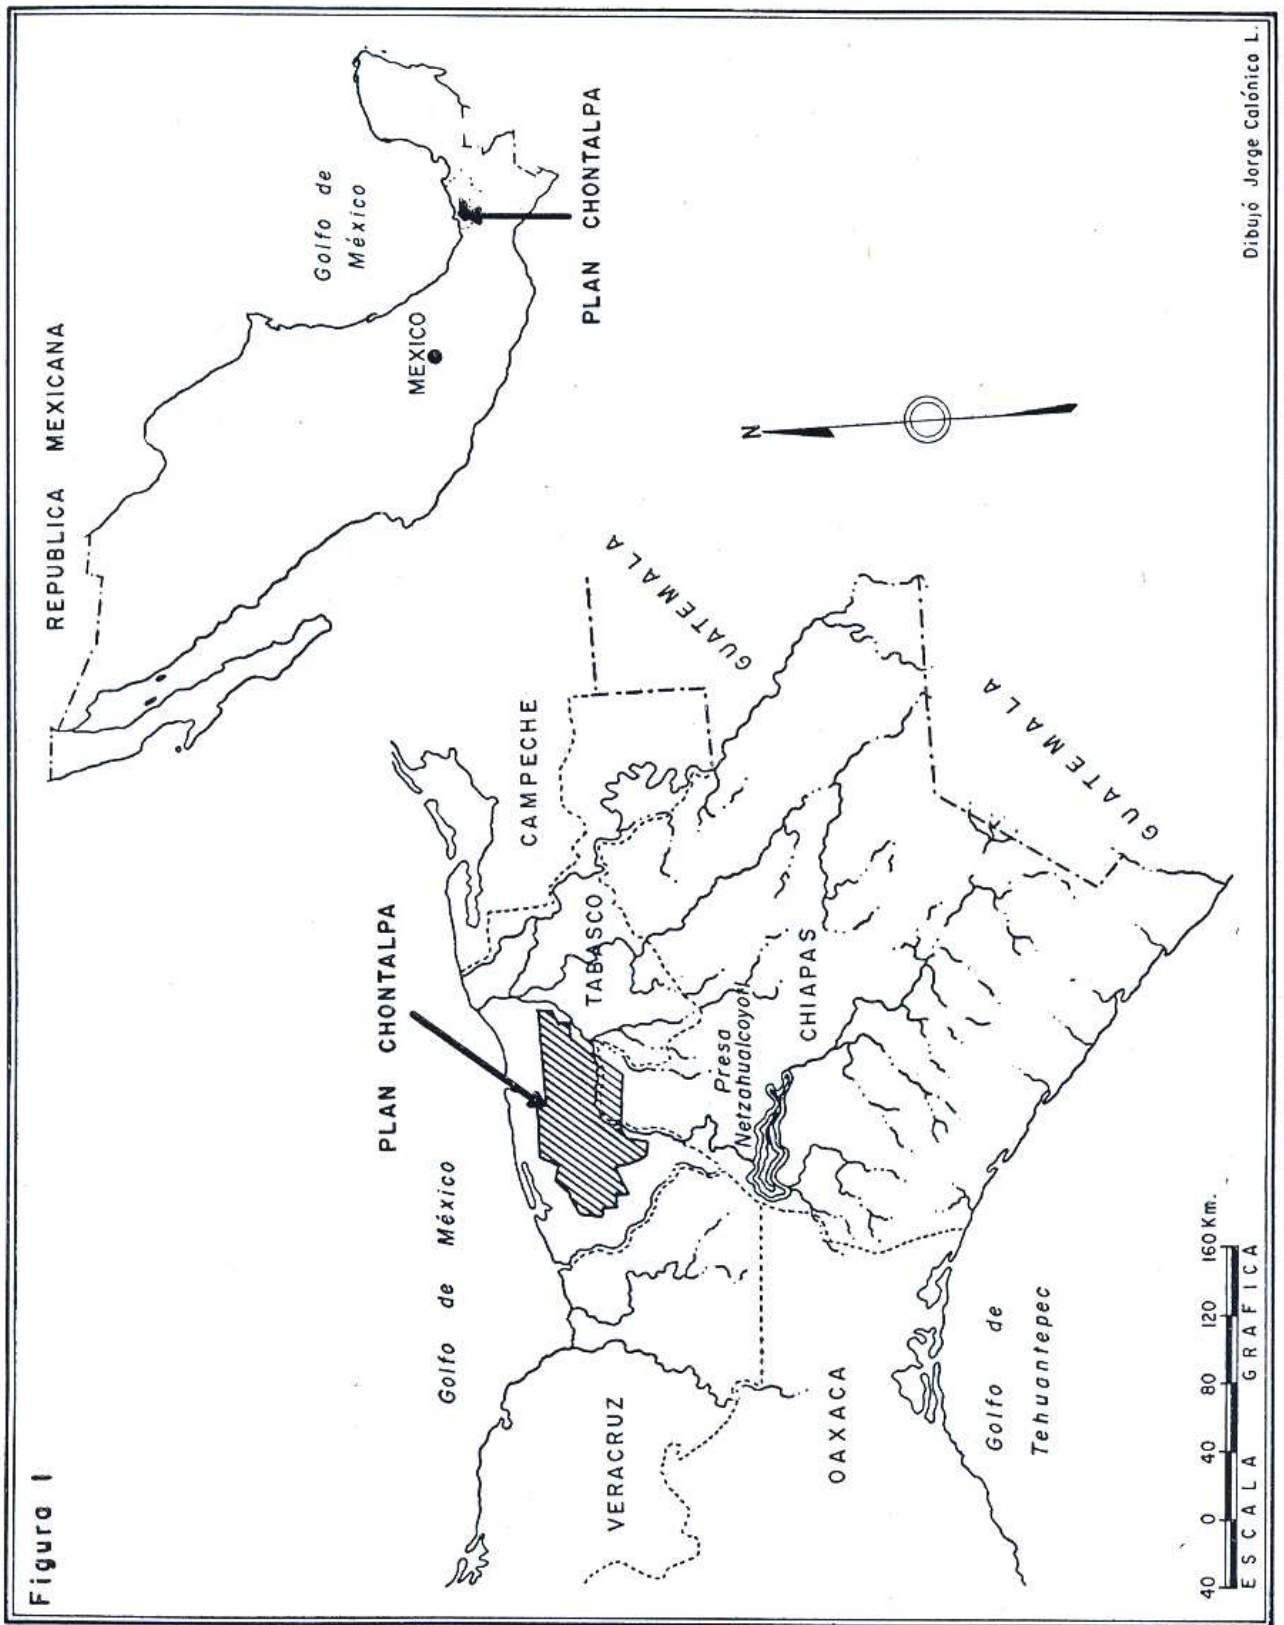 Figura 1
REPUBLICA MEXICANA
Golfo de
México
MEXICO
PLAN CHONTALPA
PLAN CHONTALPA
Golfo de México
CAMPECHE
TABASCO
VERACRUZ
Presa
Netzahualcoyotl
CHIAPAS
OAXACA
GUATEMALA
GUATEMALA
Golfo de
Tehuantepec
N
40 0 40 80 120 160 Km.
ESCALA GRAFICA
Dibujó Jorge Calónico L.